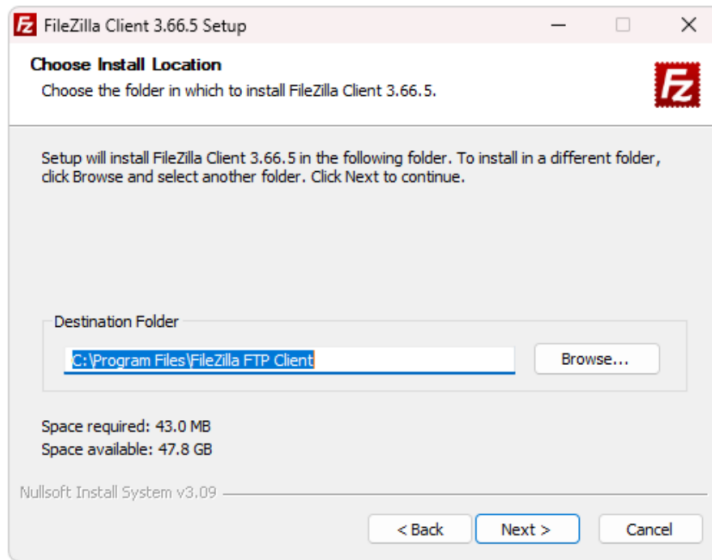 FileZilla Client 3.66.5 Setup
Choose Install Location
Choose the folder in which to install FileZilla Client 3.66.5.
Fz
Setup will install FileZilla Client 3.66.5 in the following folder. To install in a different folder,
click Browse and select another folder. Click Next to continue.
Destination Folder
C:\Program Files\FileZilla FTP Client
Browse...
Space required: 43.0 MB
Space available: 47.8 GB
Nullsoft Install System v3.09
< Back
Next >
Cancel